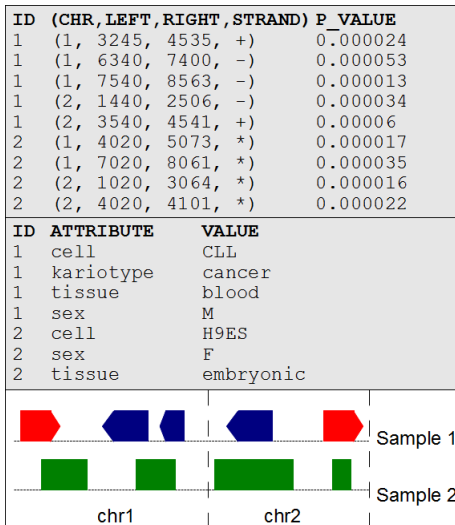 ID (CHR,LEFT,RIGHT,STRAND) P_VALUE
1 (1, 3245, 4535, +) 0.000024
1 (1, 6340, 7400, -) 0.000053
1 (1, 7540, 8563, -) 0.000013
1 (2, 1440, 2506, -) 0.000034
1 (2, 3540, 4541, +) 0.00006
2 (1, 4020, 5073, *) 0.000017
2 (1, 7020, 8061, *) 0.000035
2 (2, 1020, 3064, *) 0.000016
2 (2, 4020, 4101, *) 0.000022
ID ATTRIBUTE VALUE
1 cell CLL
1 kariotype cancer
1 tissue blood
1 sex M
2 cell H9ES
2 sex F
2 tissue embryonic
Sample 1
Sample 2
chr1 chr2